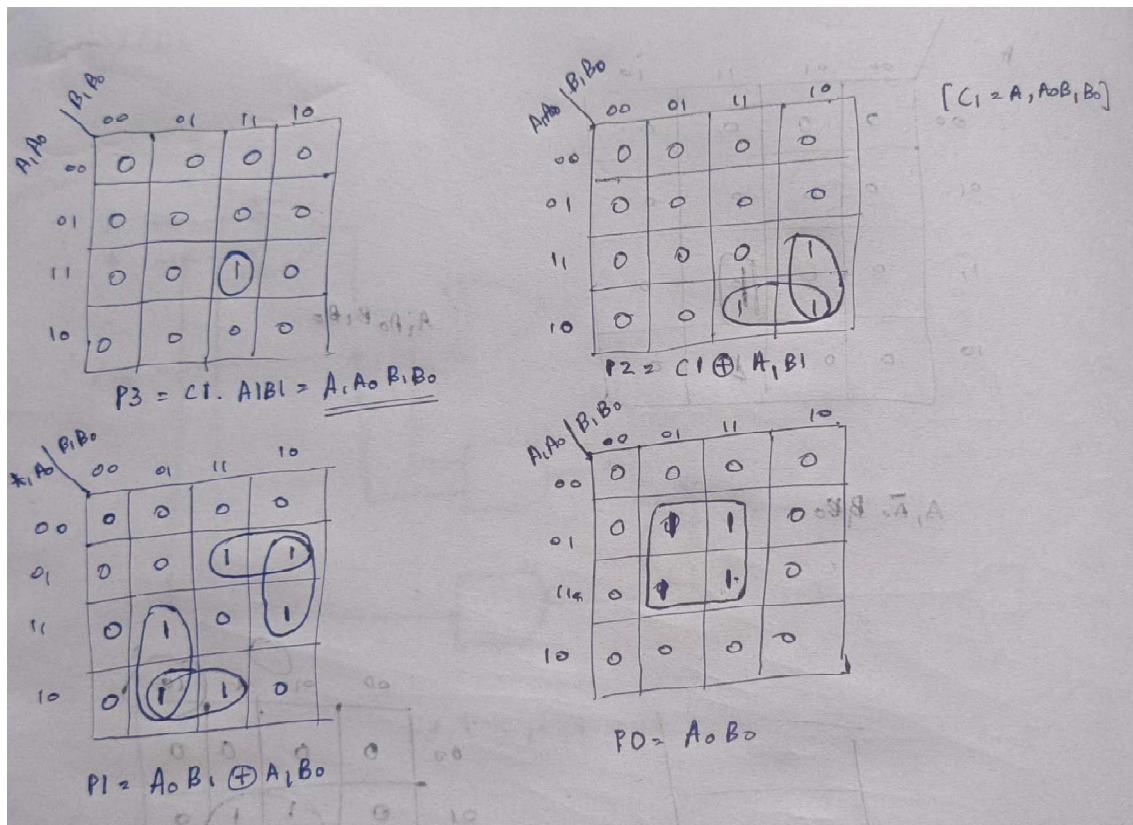 A1A0 B1B0
00 01 11 10
00 0 0 0 0
01 0 0 0 0
11 0 0 1 0
10 0 0 0 0
P3 = C1. A1B1 = A1A0 B1B0
A1A0 B1B0
00 01 11 10
00 0 0 0 0
01 0 0 0 0
11 0 0 0 1
10 0 0 1 1
P2 = C1 ⊕ A1B1
[C1 = A1A0B1B0]
A1A0 B1B0
00 01 11 10
00 0 0 0 0
01 0 0 1 1
11 0 1 0 1
10 0 1 1 0
P1 = A0B1 ⊕ A1B0
A1A0 B1B0
00 01 11 10
00 0 0 0 0
01 0 1 1 0
11 0 1 1 0
10 0 0 0 0
P0 = A0B0